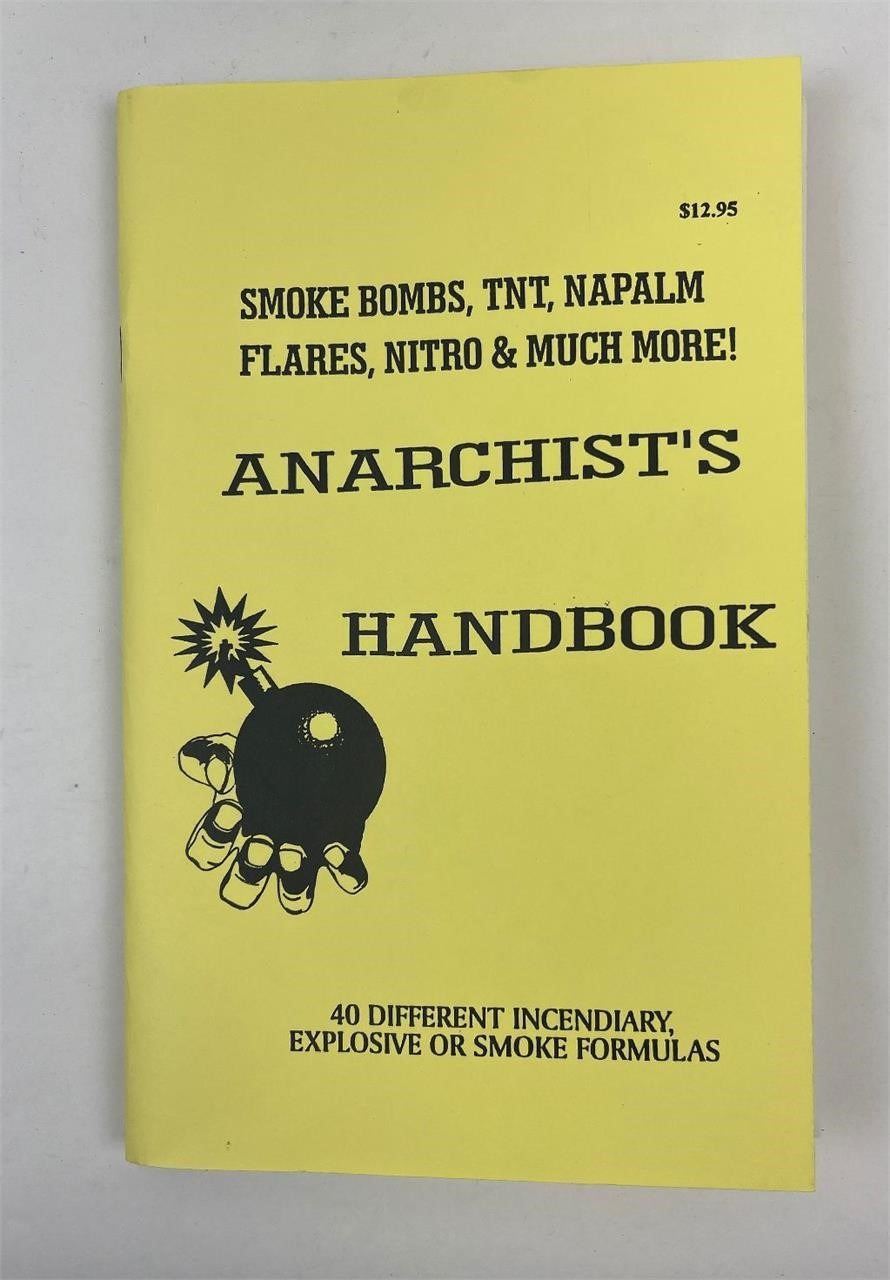 $12.95
SMOKE BOMBS, TNT, NAPALM
FLARES, NITRO & MUCH MORE!
ANARCHIST'S
HANDBOOK
40 DIFFERENT INCENDIARY,
EXPLOSIVE OR SMOKE FORMULAS